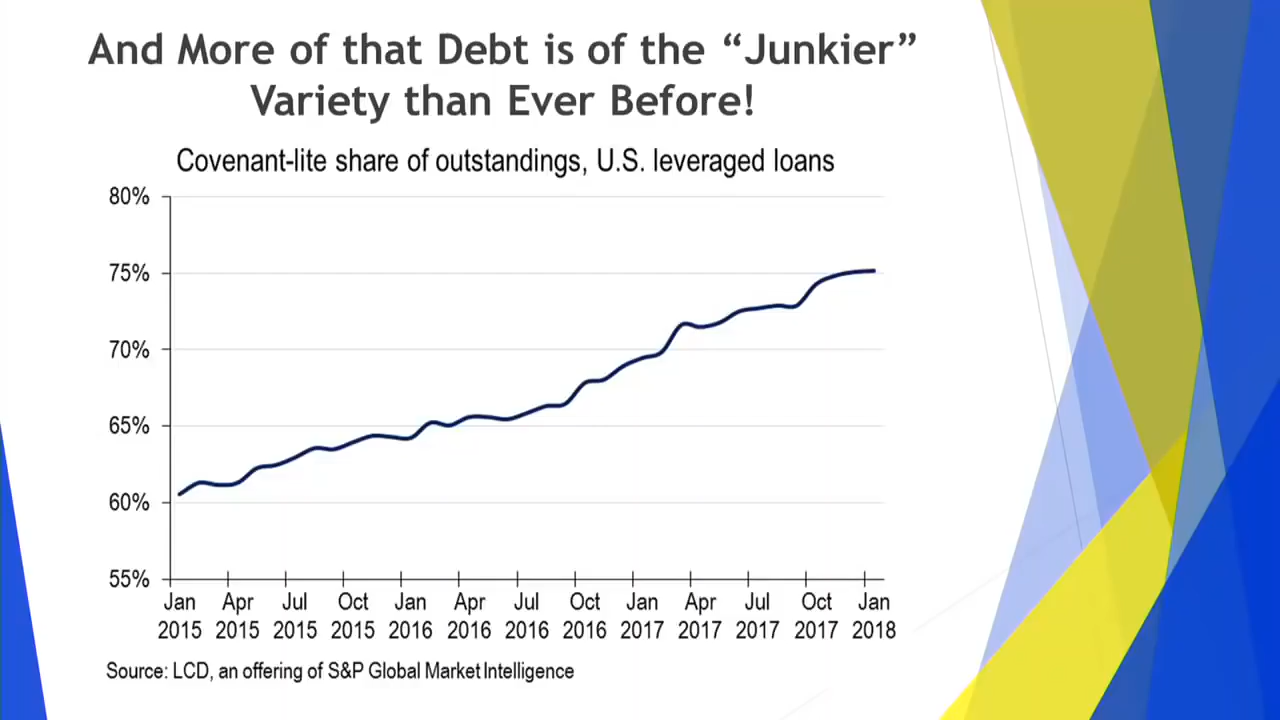 And More of that Debt is of the “Junkier”
Variety than Ever Before!
Covenant-lite share of outstandings, U.S. leveraged loans
80%
75%
70%
65%
60%
55%
Jan Apr Jul Oct Jan Apr Jul Oct Jan Apr Jul Oct Jan
2015 2015 2015 2015 2016 2016 2016 2016 2017 2017 2017 2017 2018
Source: LCD, an offering of S&P Global Market Intelligence